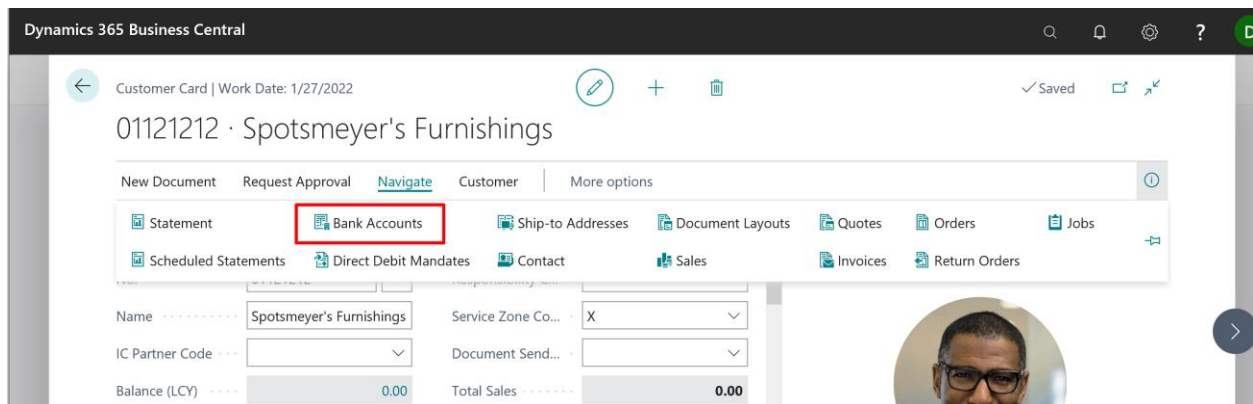 Dynamics 365 Business Central
?
D
Customer Card | Work Date: 1/27/2022
Saved
01121212 · Spotsmeyer's Furnishings
New Document Request Approval Navigate Customer | More options
Statement Bank Accounts Ship-to Addresses Document Layouts Quotes Orders Jobs
Scheduled Statements Direct Debit Mandates Contact Sales Invoices Return Orders
Name Spotsmeyer's Furnishings Service Zone Co... X
IC Partner Code Document Send...
Balance (LCY) 0.00 Total Sales 0.00